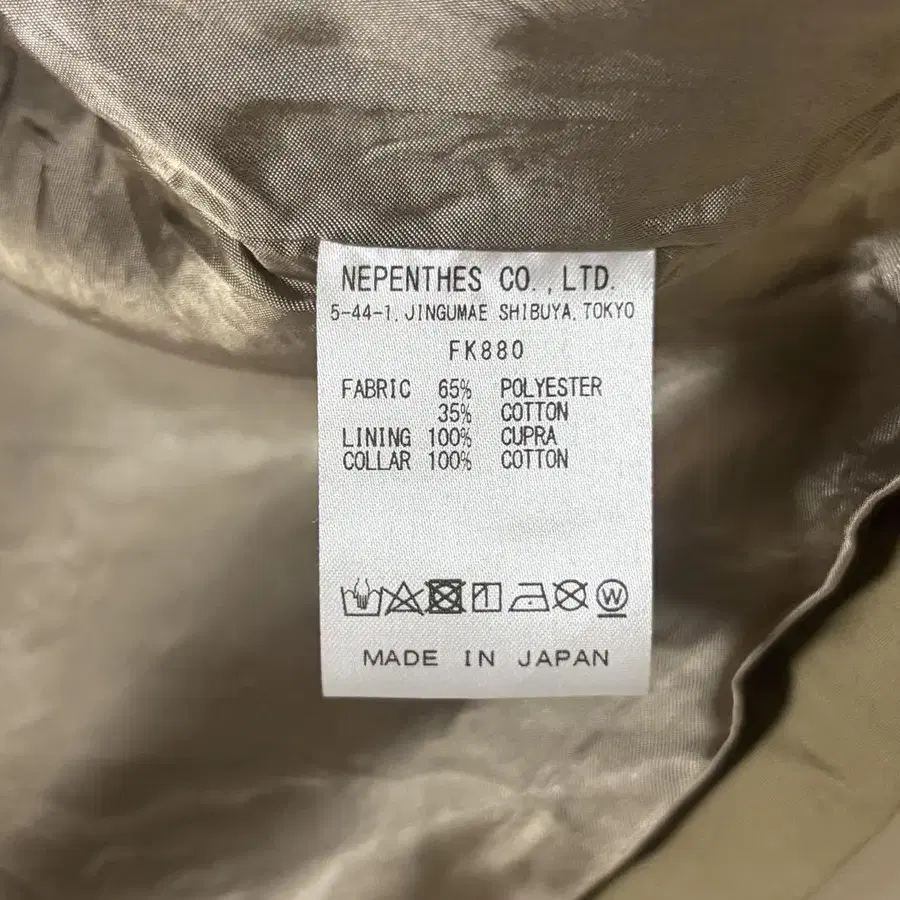 NEPENTHES CO.,LTD.
5-44-1, JINGUMAE SHIBUYA, TOKYO
FK880
FABRIC 65% POLYESTER
35% COTTON
LINING 100% CUPRA
COLLAR 100% COTTON
W
MADE IN JAPAN